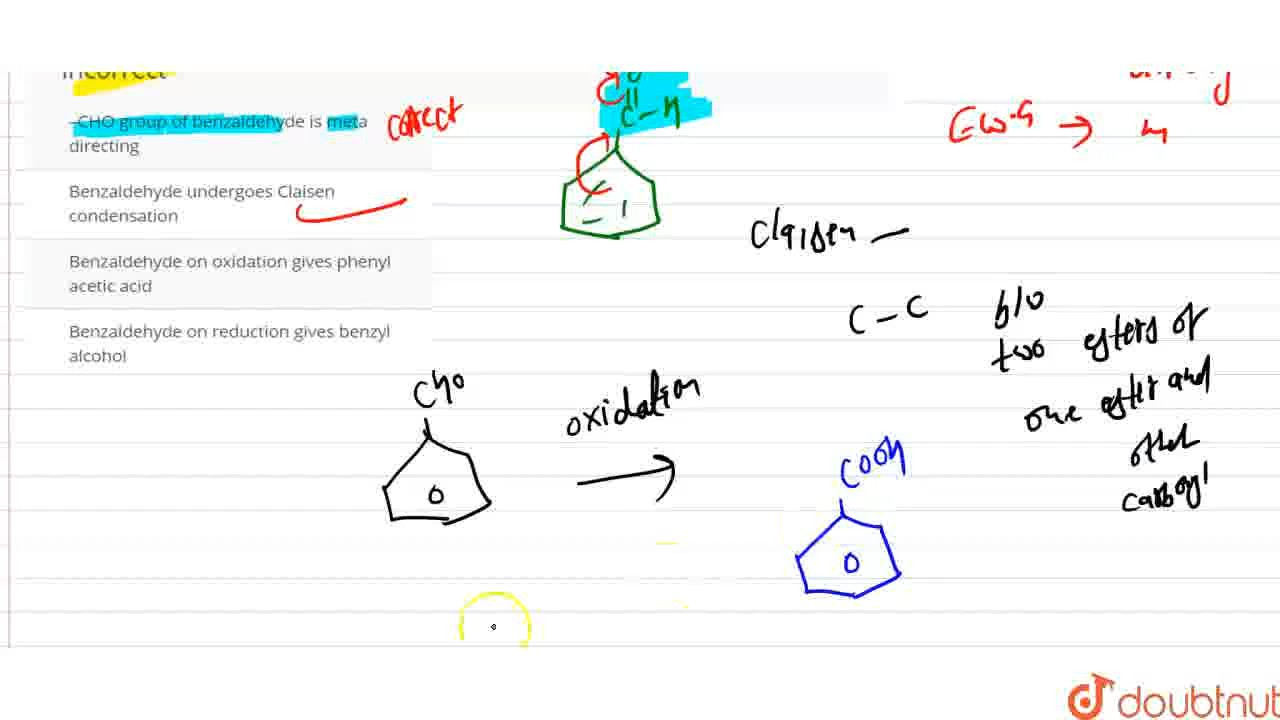 incorrect
-CHO group of benzaldehyde is meta
directing
correct
Benzaldehyde undergoes Claisen
condensation
Benzaldehyde on oxidation gives phenyl
acetic acid
Benzaldehyde on reduction gives benzyl
alcohol
O
C-H
EWG → m
Claisen -
C-C b/w
two esters or
one ester and
other
carbonyl
CHO
oxidation
COOH
doubtnut